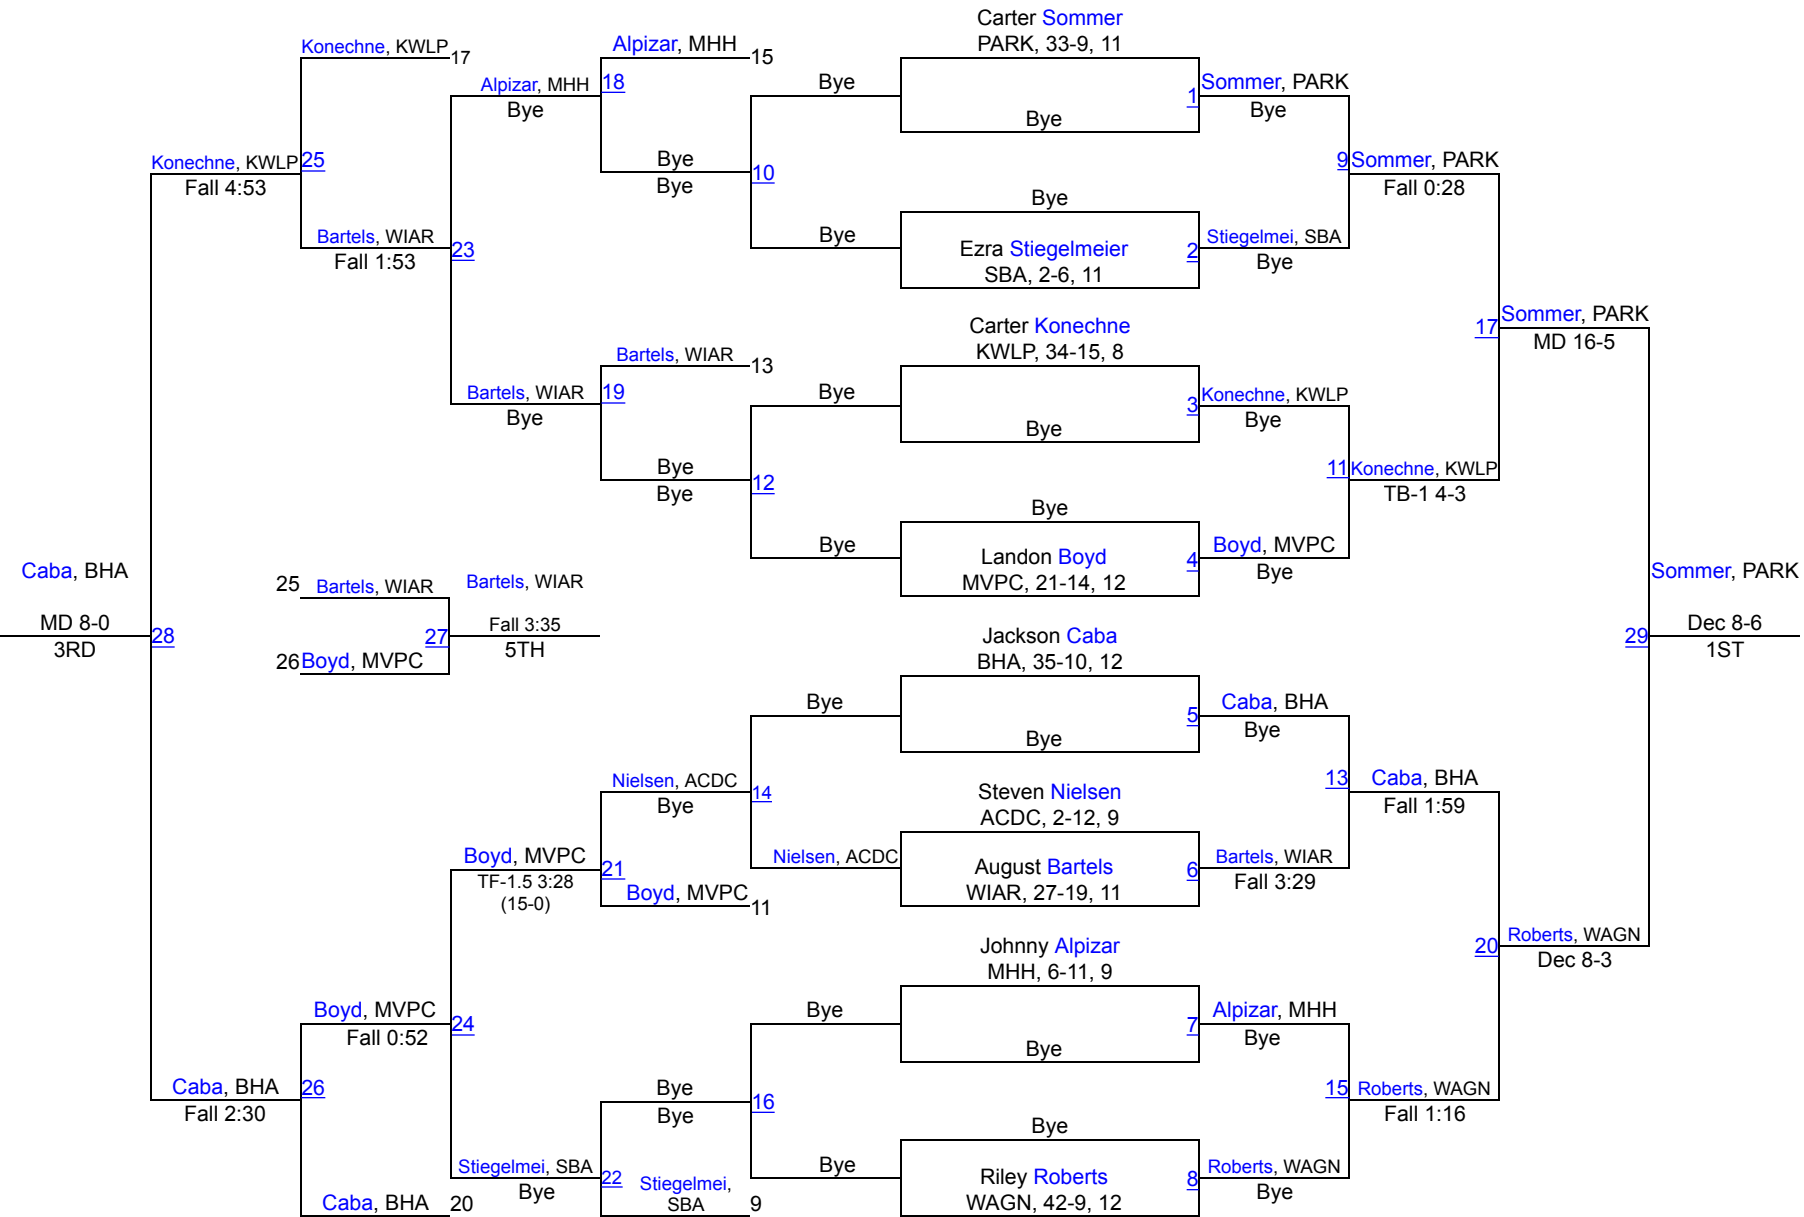 Carter Sommer
PARK, 33-9, 11
Konechne, KWLP
17
Alpizar, MHH
15
Alpizar, MHH
18
Bye
Bye
Sommer, PARK
1
Bye
Bye
Bye
Konechne, KWLP
25
Fall 4:53
Bye
10
Bye
9
Sommer, PARK
Fall 0:28
Bye
Bartels, WIAR
23
Fall 1:53
Bye
Ezra Stiegelmeier
SBA, 2-6, 11
2
Stiegelmei, SBA
Bye
Carter Konechne
KWLP, 34-15, 8
17
Sommer, PARK
MD 16-5
Bartels, WIAR
13
Bartels, WIAR
19
Bye
Bye
Bye
3
Konechne, KWLP
Bye
Bye
12
Bye
11
Konechne, KWLP
TB-1 4-3
Bye
Bye
Landon Boyd
MVPC, 21-14, 12
4
Boyd, MVPC
Bye
Caba, BHA
MD 8-0
28
3RD
25
Bartels, WIAR
Bartels, WIAR
27
Fall 3:35
5TH
26
Boyd, MVPC
Sommer, PARK
29
Dec 8-6
1ST
Jackson Caba
BHA, 35-10, 12
Bye
Bye
5
Caba, BHA
Bye
Nielsen, ACDC
14
Bye
Steven Nielsen
ACDC, 2-12, 9
13
Caba, BHA
Fall 1:59
Boyd, MVPC
21
TF-1.5 3:28
(15-0)
Boyd, MVPC
11
Nielsen, ACDC
August Bartels
WIAR, 27-19, 11
6
Bartels, WIAR
Fall 3:29
Johnny Alpizar
MHH, 6-11, 9
20
Roberts, WAGN
Dec 8-3
Boyd, MVPC
24
Fall 0:52
Bye
Bye
7
Alpizar, MHH
Bye
Caba, BHA
26
Fall 2:30
Bye
16
Bye
15
Roberts, WAGN
Fall 1:16
Bye
Stiegelmei, SBA
22
Bye
Stiegelmei,
SBA
9
Bye
Riley Roberts
WAGN, 42-9, 12
8
Roberts, WAGN
Bye
Caba, BHA
20